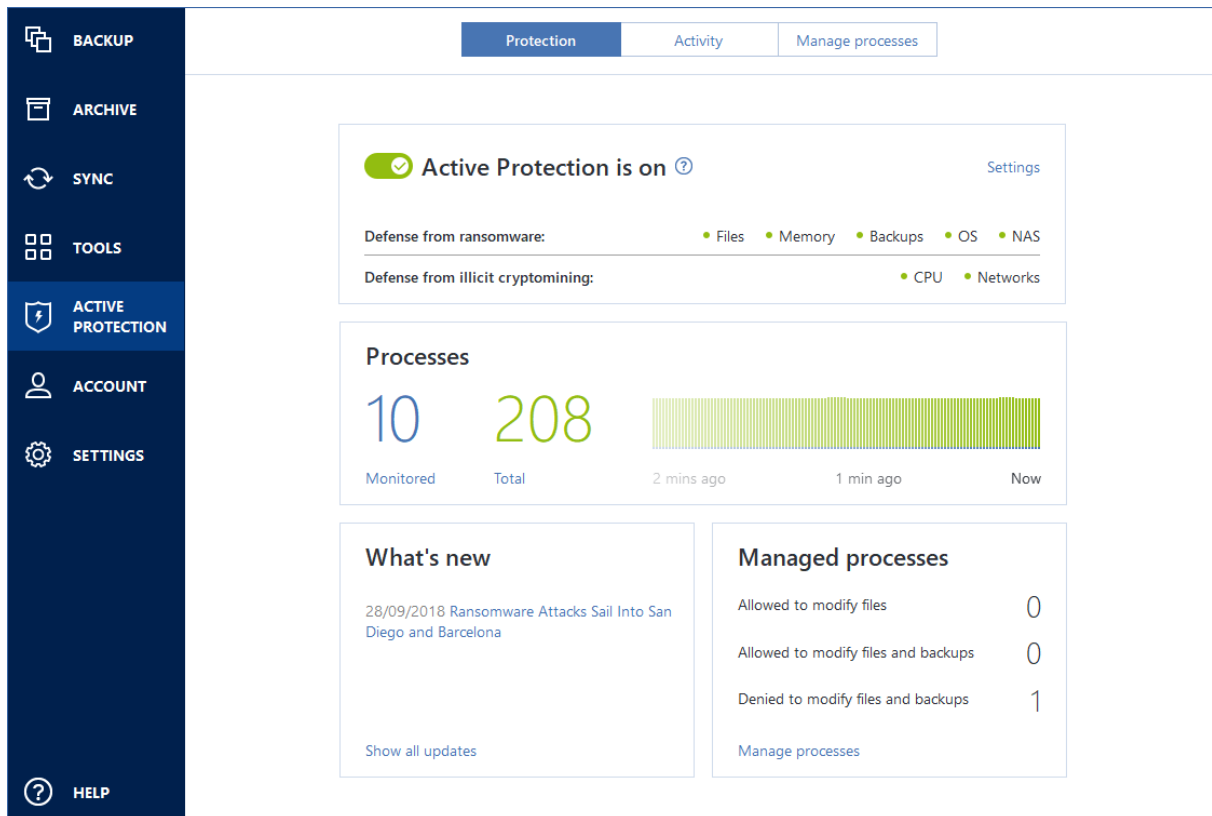 BACKUP
ARCHIVE
SYNC
TOOLS
ACTIVE
PROTECTION
ACCOUNT
SETTINGS
HELP
Protection Activity Manage processes
Active Protection is on ?
Settings
Defense from ransomware: • Files • Memory • Backups • OS • NAS
Defense from illicit cryptomining: • CPU • Networks
Processes
10 208
Monitored Total 2 mins ago 1 min ago Now
What's new
28/09/2018 Ransomware Attacks Sail Into San
Diego and Barcelona
Show all updates
Managed processes
Allowed to modify files 0
Allowed to modify files and backups 0
Denied to modify files and backups 1
Manage processes